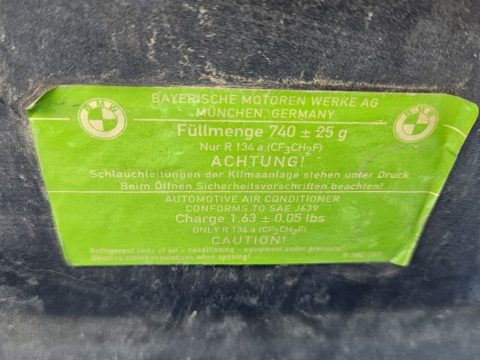 BAYERISCHE MOTOREN WERKE AG
MÜNCHEN, GERMANY
BMW BMW
Füllmenge 740 ± 25 g
Nur R 134 a (CF₃CH₂F)
ACHTUNG!
Schlauchleitungen der Klimaanlage stehen unter Druck.
Beim Öffnen Sicherheitsvorschriften beachten!
AUTOMOTIVE AIR CONDITIONER
CONFORMS TO SAE J639
Charge 1.63 ± 0.05 lbs
ONLY R 134 a (CF₃CH₂F)
CAUTION!
Refrigerant lines of air - conditioning - equipment under pressure!
Observe safety regulations when opening!